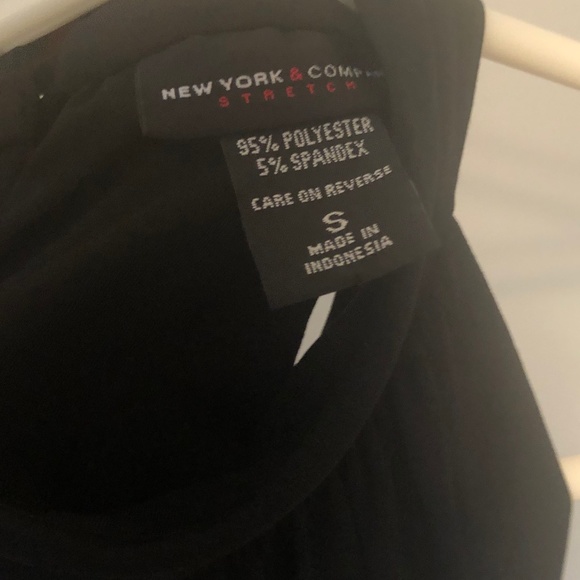 NEW YORK & COMP
STRETCH
95% POLYESTER
5% SPANDEX
CARE ON REVERSE
S
MADE IN
INDONESIA